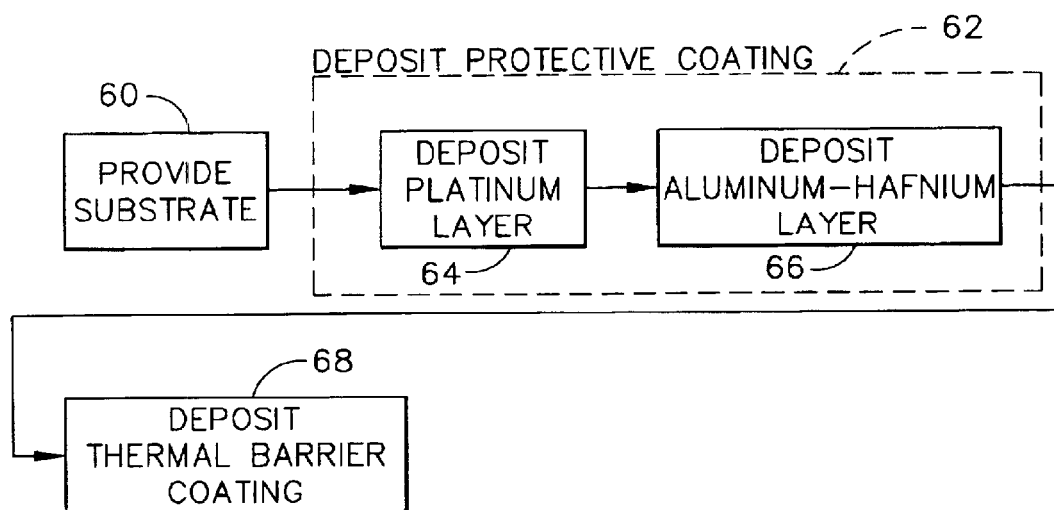 62
DEPOSIT PROTECTIVE COATING
60
PROVIDE
SUBSTRATE
DEPOSIT
PLATINUM
LAYER
64
DEPOSIT
ALUMINUM-HAFNIUM
LAYER
66
68
DEPOSIT
THERMAL BARRIER
COATING